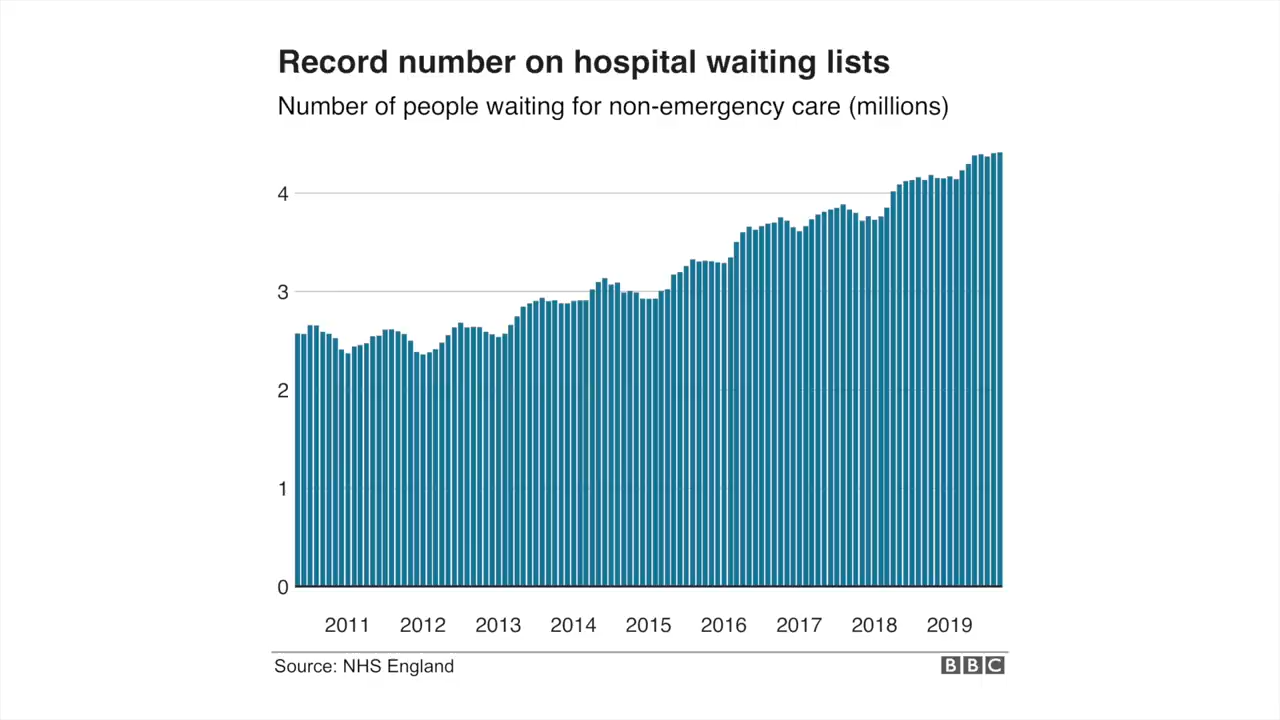 Record number on hospital waiting lists
Number of people waiting for non-emergency care (millions)
4
3
2
1
0
2011 2012 2013 2014 2015 2016 2017 2018 2019
Source: NHS England
BBC